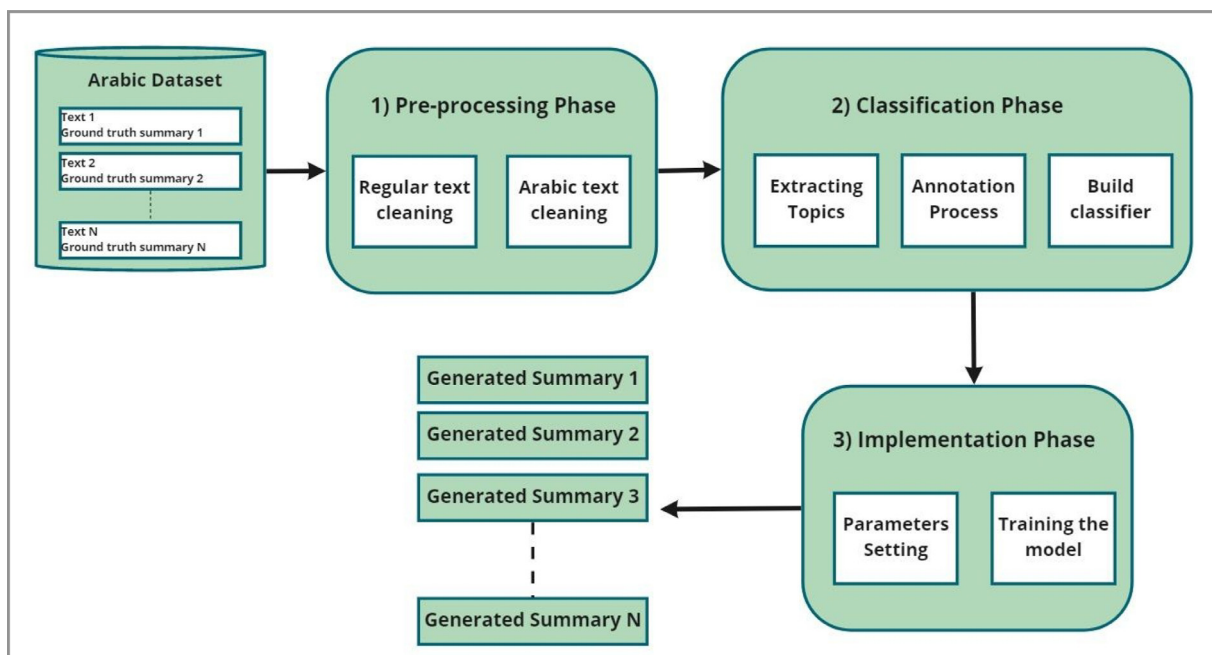 Arabic Dataset
Text 1
Ground truth summary 1
Text 2
Ground truth summary 2
Text N
Ground truth summary N
1) Pre-processing Phase
Regular text
cleaning
Arabic text
cleaning
2) Classification Phase
Extracting
Topics
Annotation
Process
Build
classifier
3) Implementation Phase
Parameters
Setting
Training the
model
Generated Summary 1
Generated Summary 2
Generated Summary 3
Generated Summary N